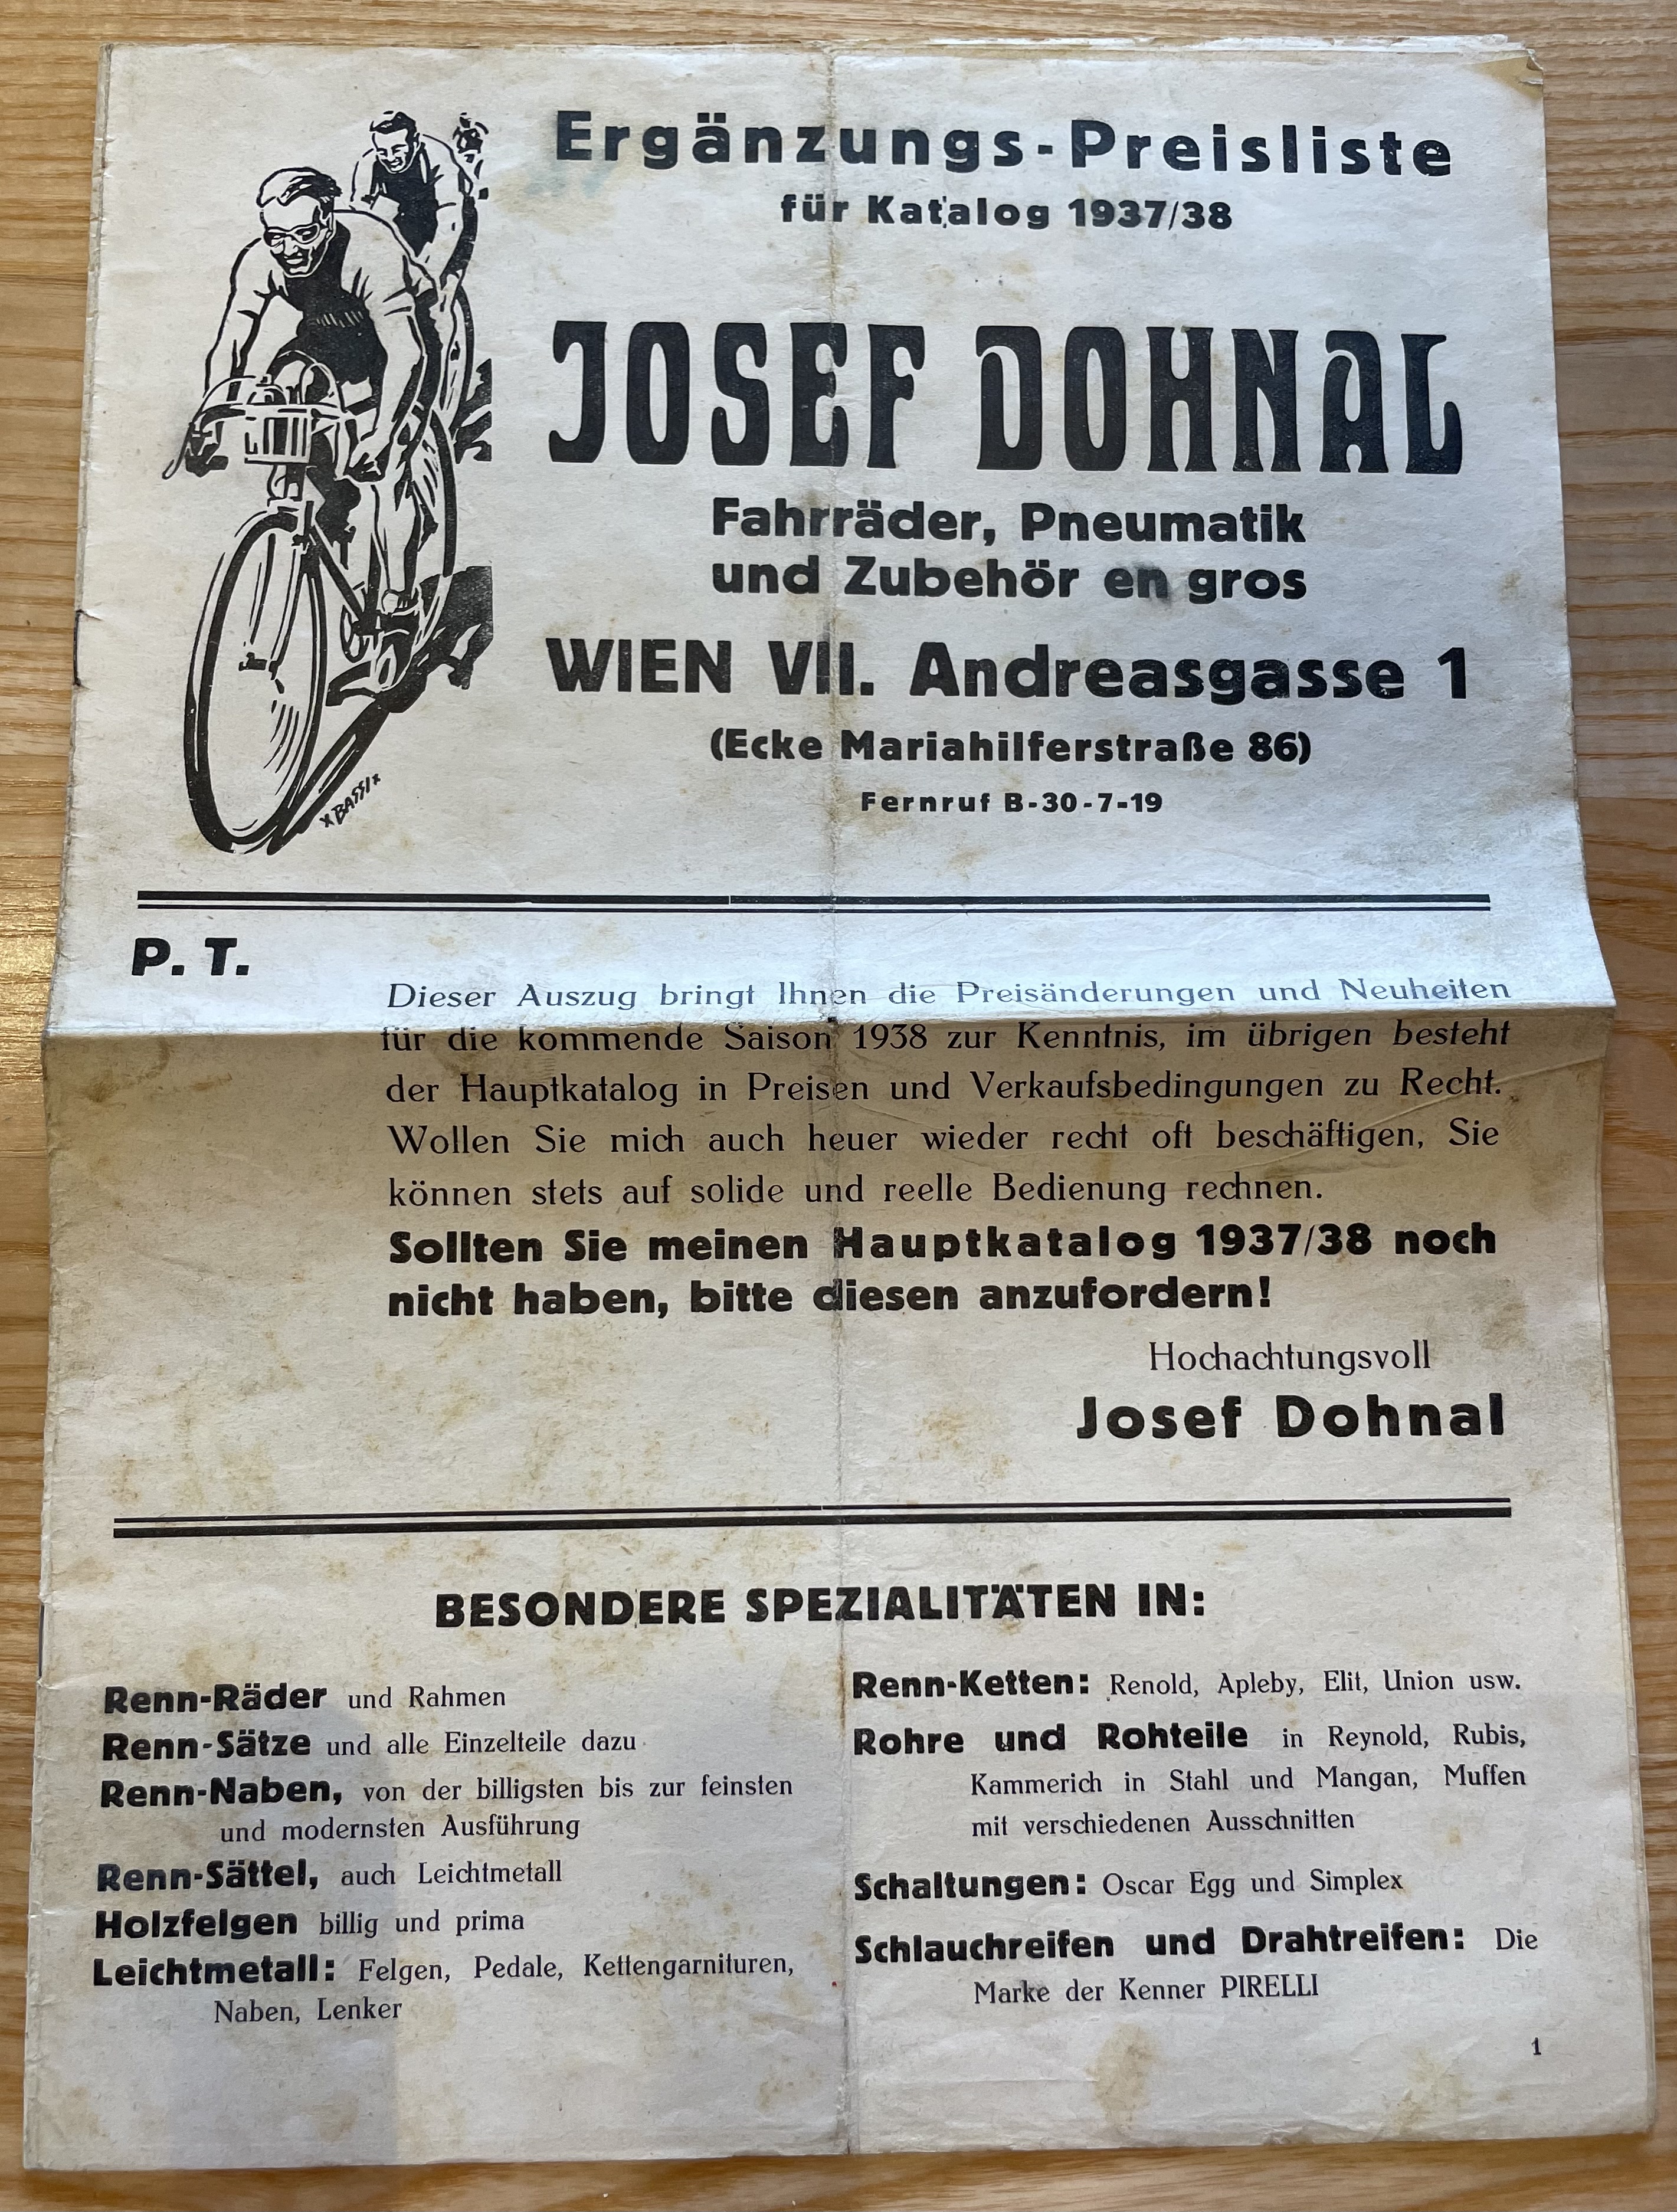 Ergänzungs-Preisliste
für Katalog 1937/38
JOSEF DOHNAL
Fahrräder, Pneumatik
und Zubehör en gros
WIEN VII. Andreasgasse 1
(Ecke Mariahilferstraße 86)
Fernruf B-30-7-19
x BASSI x
P. T.
Dieser Auszug bringt Ihnen die Preisänderungen und Neuheiten
für die kommende Saison 1938 zur Kenntnis, im übrigen besteht
der Hauptkatalog in Preisen und Verkaufsbedingungen zu Recht.
Wollen Sie mich auch heuer wieder recht oft beschäftigen, Sie
können stets auf solide und reelle Bedienung rechnen.
Sollten Sie meinen Hauptkatalog 1937/38 noch
nicht haben, bitte diesen anzufordern!
Hochachtungsvoll
Josef Dohnal
BESONDERE SPEZIALITÄTEN IN:
Renn-Räder und Rahmen
Renn-Sätze und alle Einzelteile dazu
Renn-Naben, von der billigsten bis zur feinsten
und modernsten Ausführung
Renn-Sättel, auch Leichtmetall
Holzfelgen billig und prima
Leichtmetall: Felgen, Pedale, Kettengarnituren,
Naben, Lenker
Renn-Ketten: Renold, Apleby, Elit, Union usw.
Rohre und Rohteile in Reynold, Rubis,
Kammerich in Stahl und Mangan, Muffen
mit verschiedenen Ausschnitten
Schaltungen: Oscar Egg und Simplex
Schlauchreifen und Drahtreifen: Die
Marke der Kenner PIRELLI
1